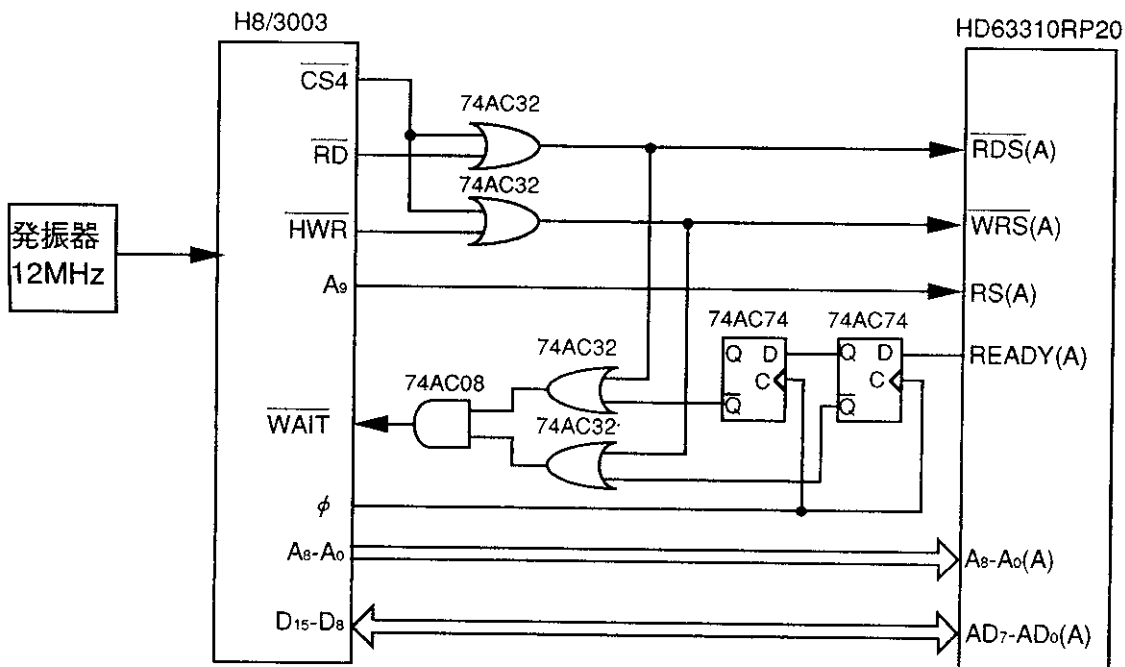 H8/3003
HD63310RP20
CS4
74AC32
RD
RDS(A)
74AC32
HWR
WRS(A)
発振器
12MHz
A9
RS(A)
74AC74
74AC74
Q D
Q D
READY(A)
C
C
Q
Q
74AC32
74AC08
WAIT
74AC32
φ
A8-A0
A8-A0(A)
D15-D8
AD7-AD0(A)